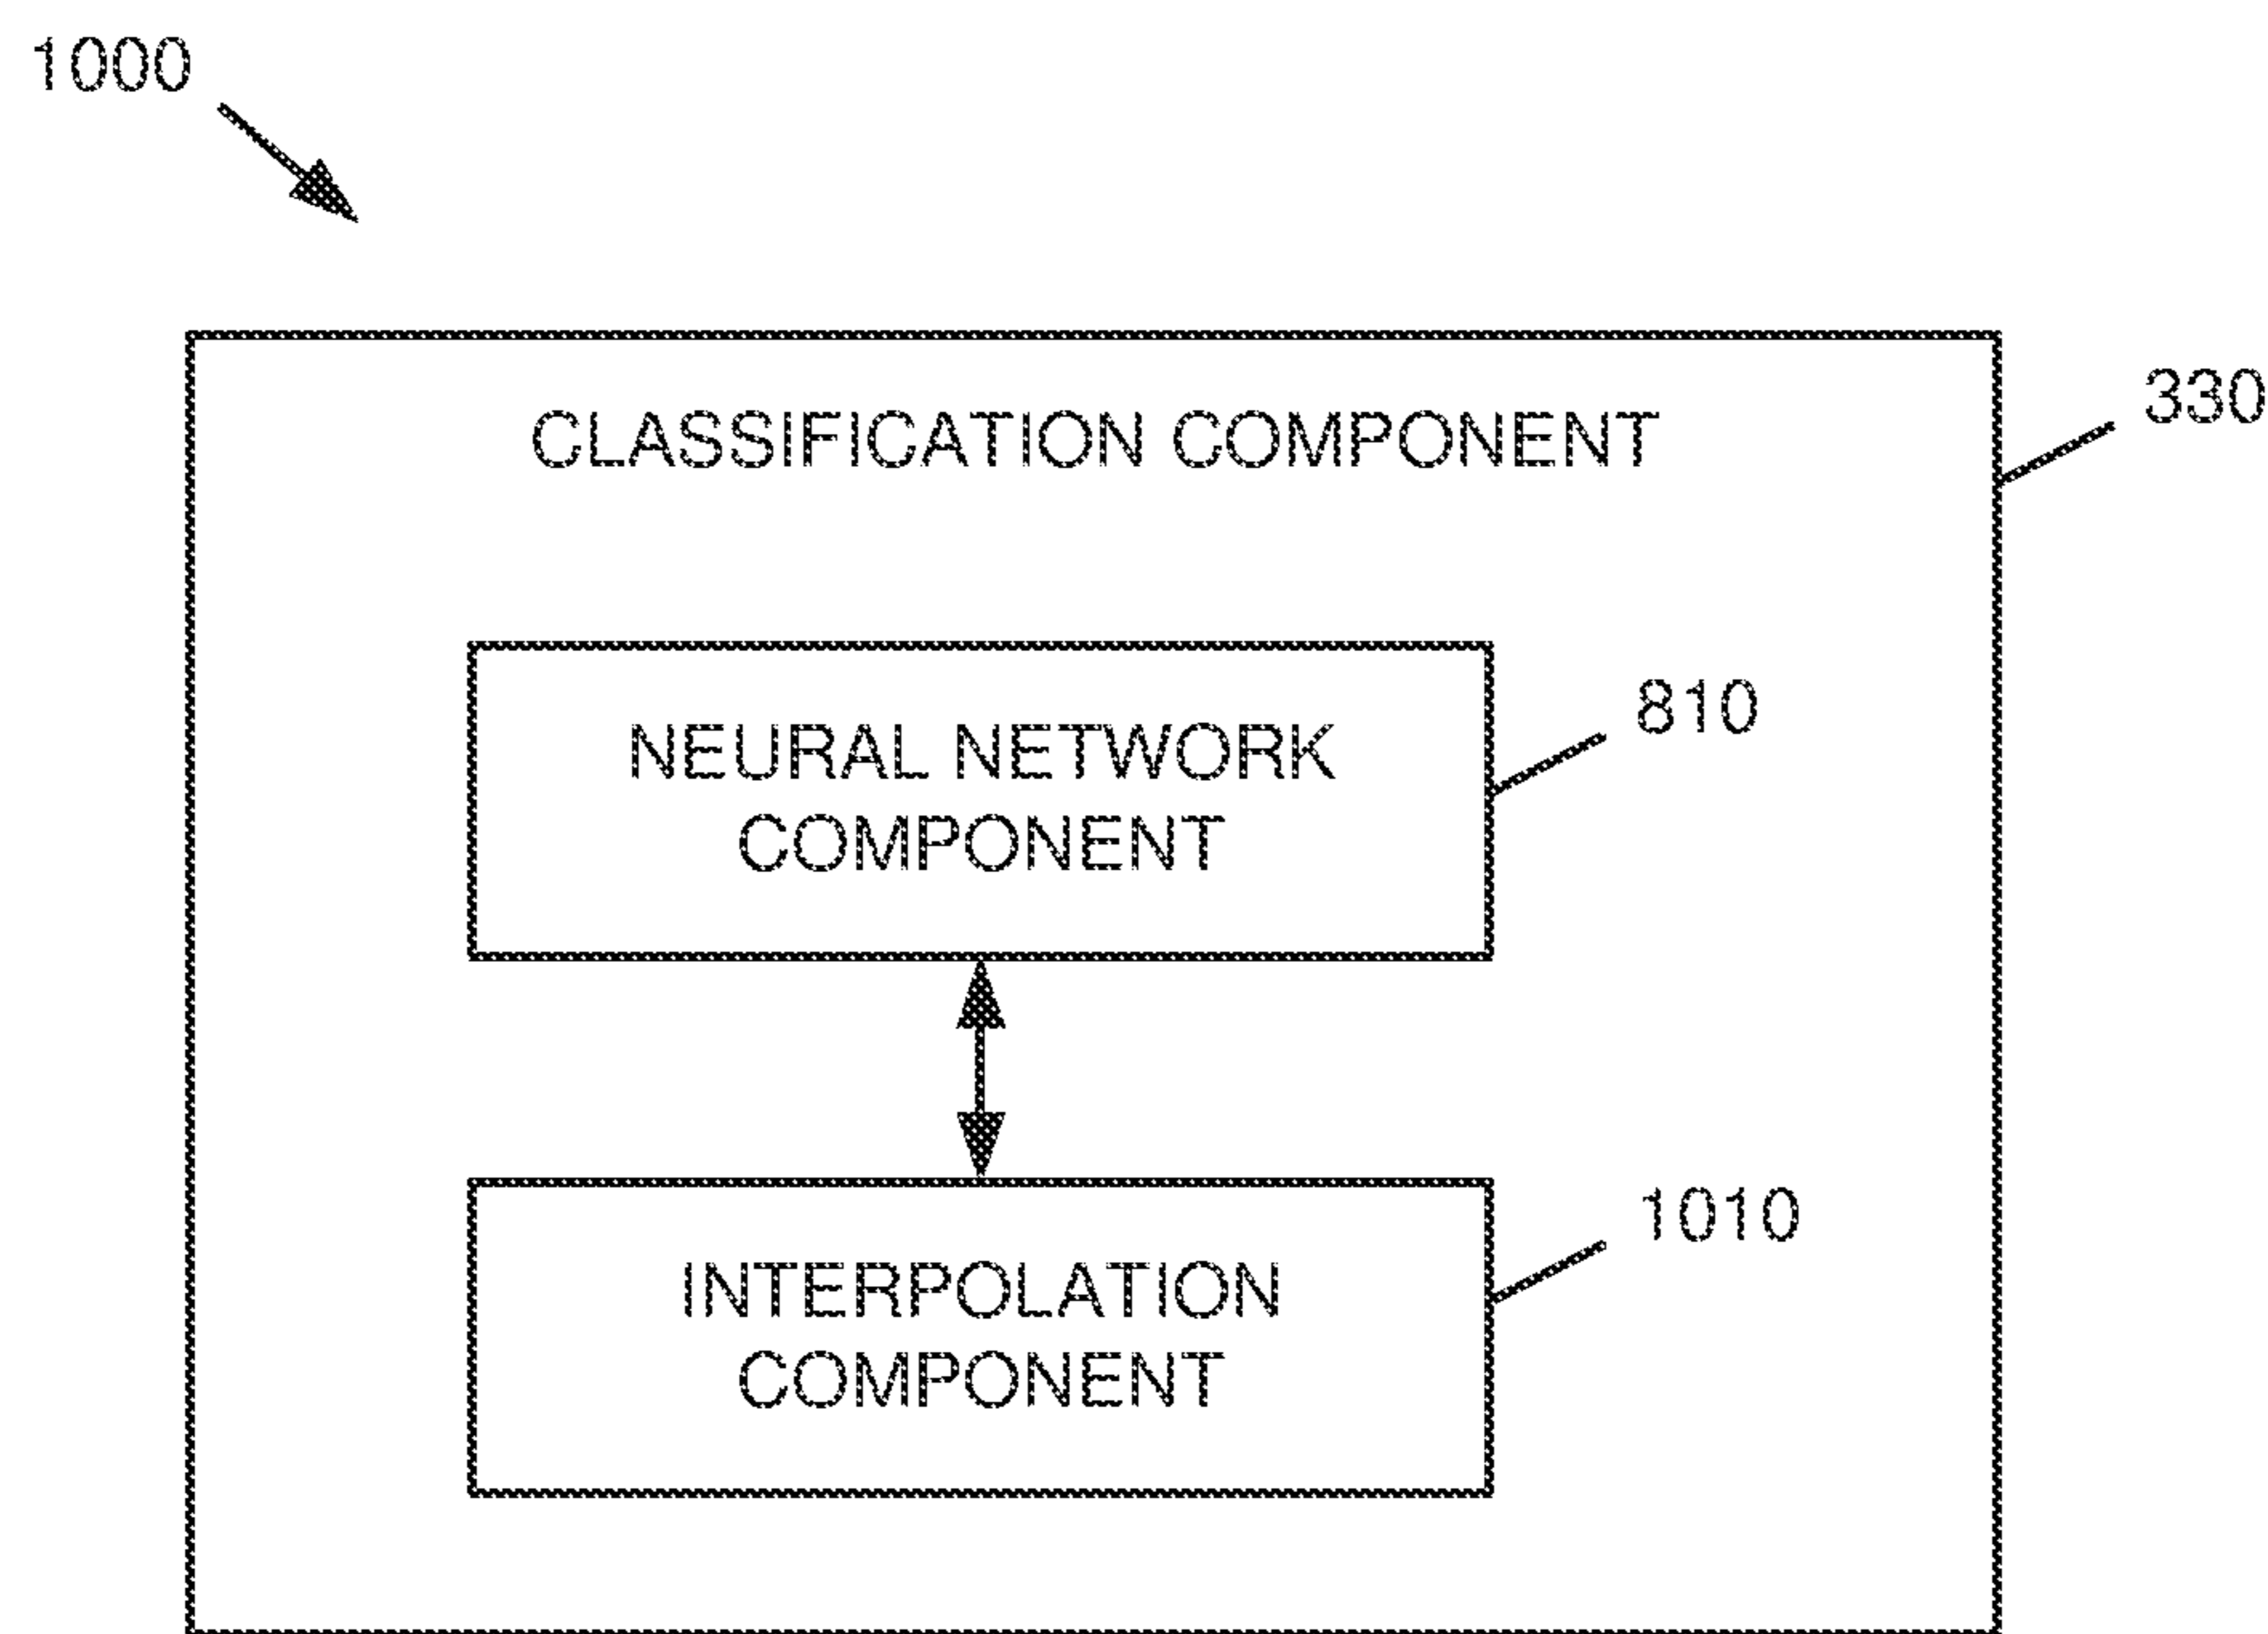 1000
330
CLASSIFICATION COMPONENT
810
NEURAL NETWORK
COMPONENT
1010
INTERPOLATION
COMPONENT